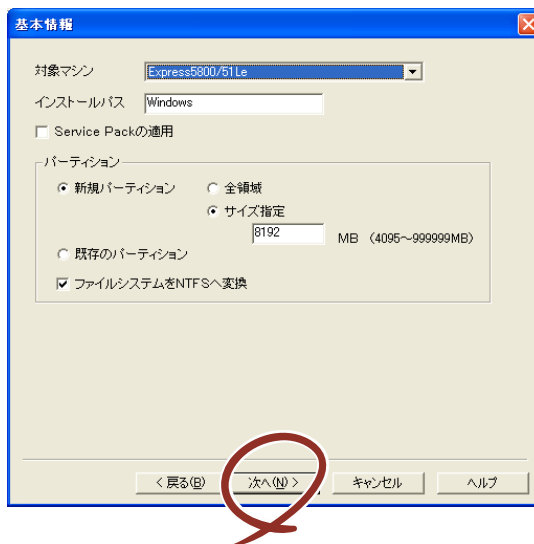 基本情報
対象マシン Express5800/51Le
インストールパス Windows
Service Packの適用
パーティション
新規パーティション 全領域
サイズ指定
8192 MB (4095～999999MB)
既存のパーティション
ファイルシステムをNTFSへ変換
< 戻る(B) 次へ(N) > キャンセル ヘルプ